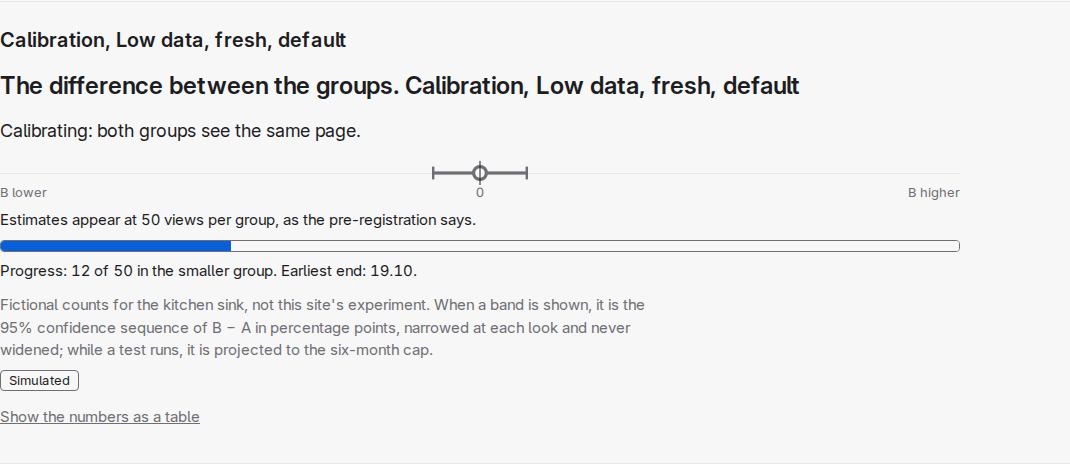 Calibration, Low data, fresh, default
The difference between the groups. Calibration, Low data, fresh, default
Calibrating: both groups see the same page.
B lower
0
B higher
Estimates appear at 50 views per group, as the pre-registration says.
Progress: 12 of 50 in the smaller group. Earliest end: 19.10.
Fictional counts for the kitchen sink, not this site's experiment. When a band is shown, it is the
95% confidence sequence of B − A in percentage points, narrowed at each look and never
widened; while a test runs, it is projected to the six-month cap.
Simulated
Show the numbers as a table